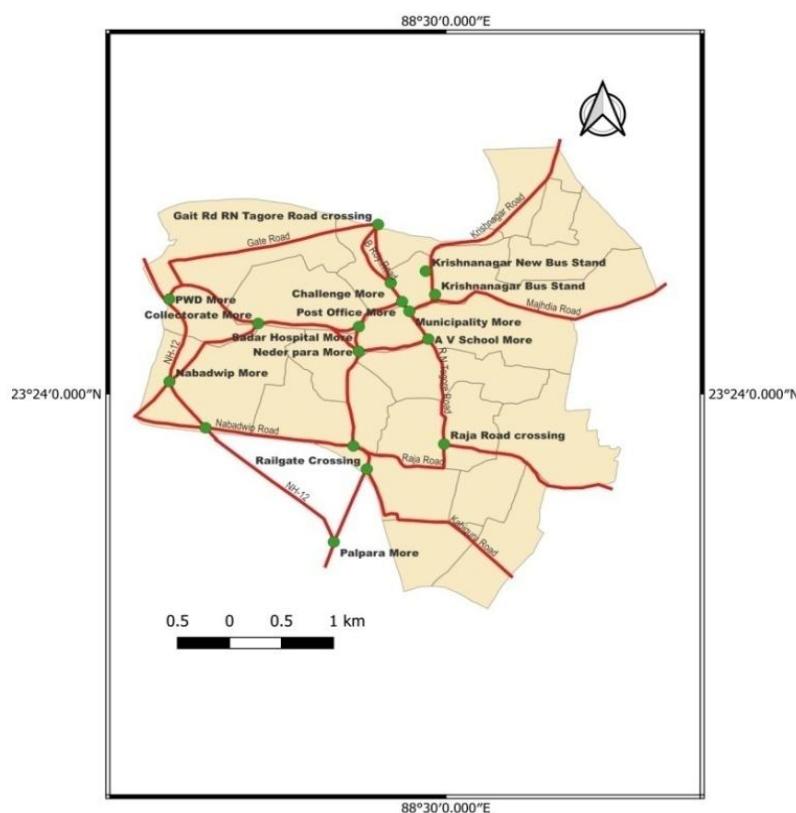 88°30′0.000″E
Krishnagar Road
Gait Rd RN Tagore Road crossing
Gate Road
Krishnanagar New Bus Stand
Krishnanagar Bus Stand
Challenge More
PWD More
Majhdia Road
Collectorate More
Post Office More
Municipality More
Sadar Hospital More
A V School More
Neder para More
NH-12
Nabadwip More
R N Tagore Road
23°24′0.000″N
23°24′0.000″N
Nabadwip Road
Raja Road crossing
Railgate Crossing
Raja Road
NH-12
Palpara More
0.5 0 0.5 1 km
88°30′0.000″E